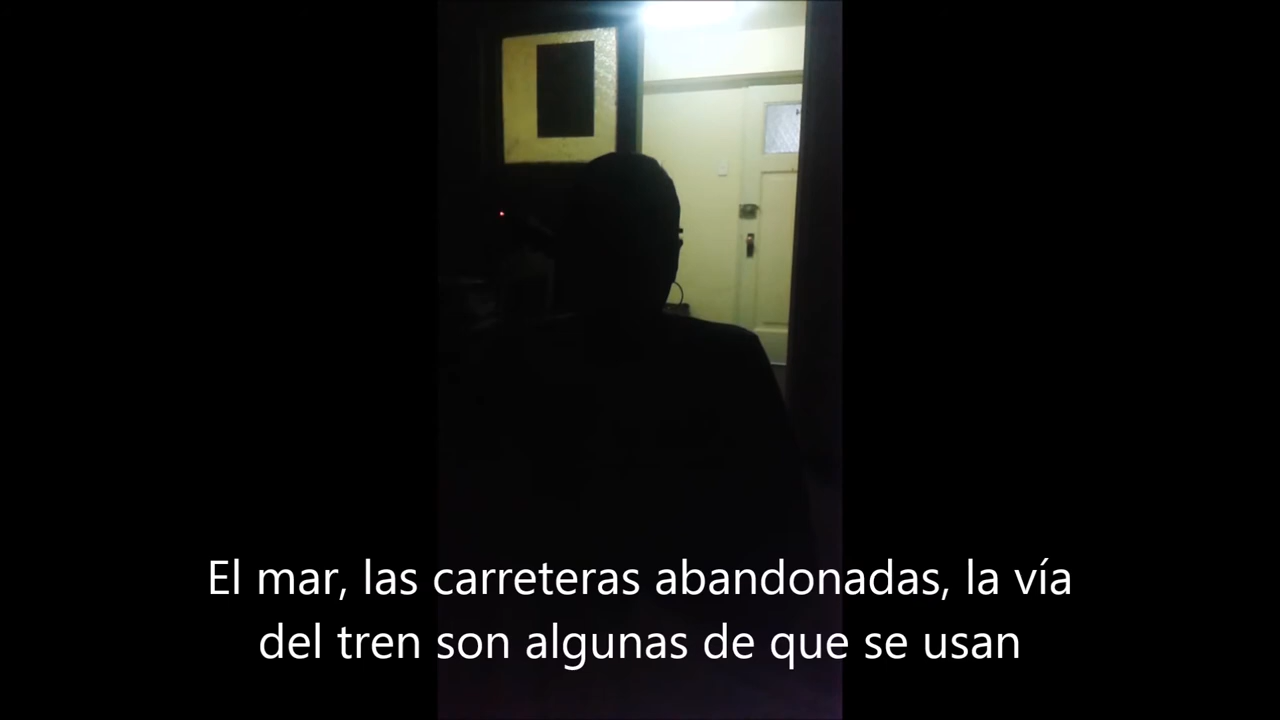 El mar, las carreteras abandonadas, la vía
del tren son algunas de que se usan